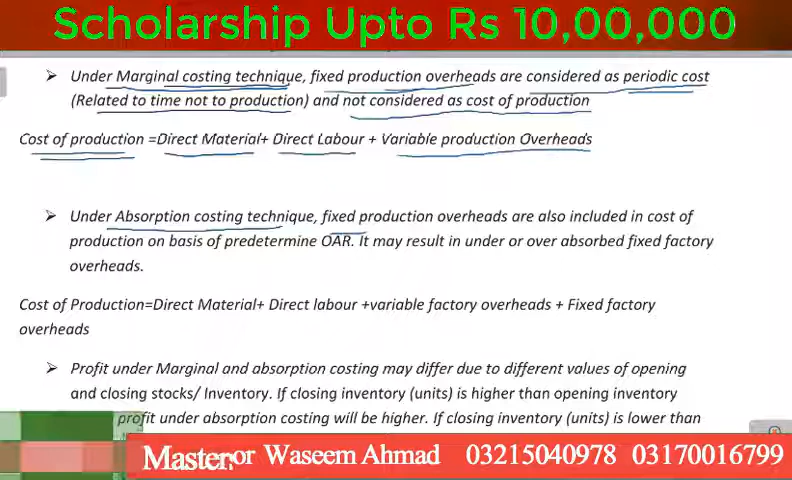 Scholarship Upto Rs 10,00,000
➤ Under Marginal costing technique, fixed production overheads are considered as periodic cost
(Related to time not to production) and not considered as cost of production
Cost of production =Direct Material+ Direct Labour + Variable production Overheads
➤ Under Absorption costing technique, fixed production overheads are also included in cost of
production on basis of predetermine OAR. It may result in under or over absorbed fixed factory
overheads.
Cost of Production=Direct Material+ Direct labour +variable factory overheads + Fixed factory
overheads
➤ Profit under Marginal and absorption costing may differ due to different values of opening
and closing stocks/ Inventory. If closing inventory (units) is higher than opening inventory
profit under absorption costing will be higher. If closing inventory (units) is lower than
Waseem Ahmad 03215040978 03170016799